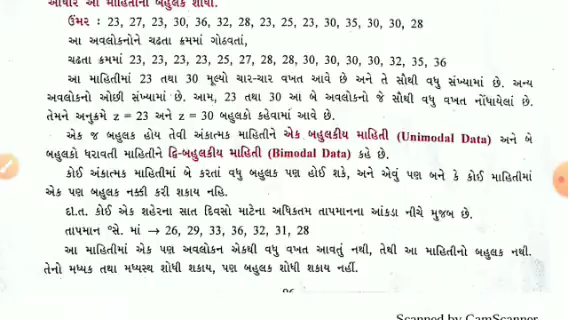 આધારે આ માહિતીનો બહુલક શોધો.
ઉંમર : 23, 27, 23, 30, 36, 32, 28, 23, 25, 23, 30, 35, 30, 30, 28
આ અવલોકનોને ચઢતા ક્રમમાં ગોઠવતાં,
ચઢતા ક્રમમાં 23, 23, 23, 23, 25, 27, 28, 28, 30, 30, 30, 30, 32, 35, 36
આ માહિતીમાં 23 તથા 30 મૂલ્યો ચાર-ચાર વખત આવે છે અને તે સૌથી વધુ સંખ્યામાં છે. અન્ય
અવલોકનો ઓછી સંખ્યામાં છે. આમ, 23 તથા 30 આ બે અવલોકનો જે સૌથી વધુ વખત નોંધાયેલાં છે.
તેમને અનુક્રમે z = 23 અને z = 30 બહુલકો કહેવામાં આવે છે.
એક જ બહુલક હોય તેવી અંકાત્મક માહિતીને એક બહુલકીય માહિતી (Unimodal Data) અને બે
બહુલકો ધરાવતી માહિતીને દ્વિ-બહુલકીય માહિતી (Bimodal Data) કહે છે.
કોઈ અંકાત્મક માહિતીમાં બે કરતાં વધુ બહુલક પણ હોઈ શકે, અને એવું પણ બને કે કોઈ માહિતીમાં
એક પણ બહુલક નક્કી કરી શકાય નહિ.
દા.ત. કોઈ એક શહેરના સાત દિવસો માટેના અધિકતમ તાપમાનના આંકડા નીચે મુજબ છે.
તાપમાન °સે. માં → 26, 29, 33, 36, 32, 31, 28
આ માહિતીમાં એક પણ અવલોકન એકથી વધુ વખત આવતું નથી, તેથી આ માહિતીનો બહુલક નથી.
તેનો મધ્યક તથા મધ્યસ્થ શોધી શકાય, પણ બહુલક શોધી શકાય નહીં.
Scanned by CamScanner